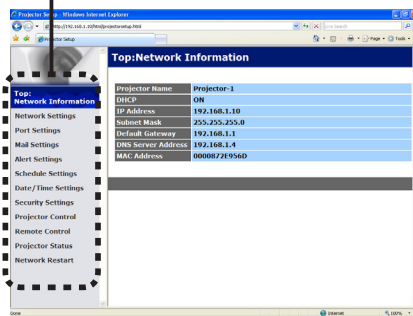 Projector Setup - Windows Internet Explorer
http://192.168.1.10/html/projectorsetup.html
Live Search
Projector Setup
Page
Tools
Top:Network Information
Top:
Network Information
Network Settings
Port Settings
Mail Settings
Alert Settings
Schedule Settings
Date/Time Settings
Security Settings
Projector Control
Remote Control
Projector Status
Network Restart
Projector Name Projector-1
DHCP ON
IP Address 192.168.1.10
Subnet Mask 255.255.255.0
Default Gateway 192.168.1.1
DNS Server Address 192.168.1.4
MAC Address 0000872E956D
Done
Internet
100%